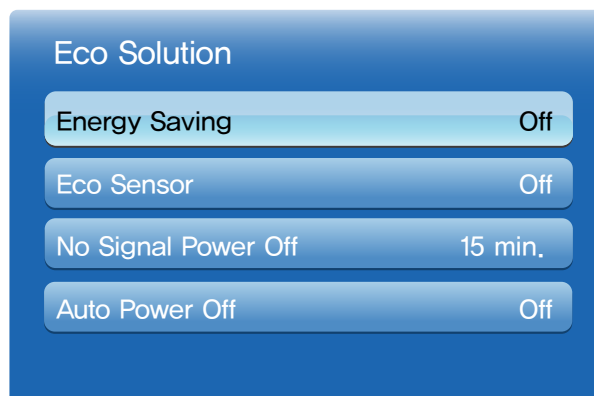 Eco Solution
Energy Saving Off
Eco Sensor Off
No Signal Power Off 15 min.
Auto Power Off Off